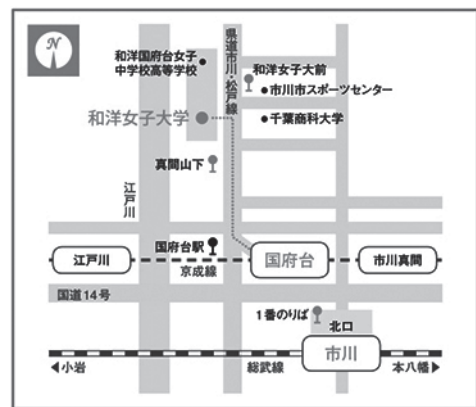 N
和洋国府台女子
中学校高等学校
県道市川・松戸線
和洋女子大前
市川市スポーツセンター
和洋女子大学
千葉商科大学
真間山下
江戸川
国府台駅
江戸川
京成線
国府台
市川真間
国道14号
1番のりば
北口
市川
◀小岩
総武線
本八幡▶